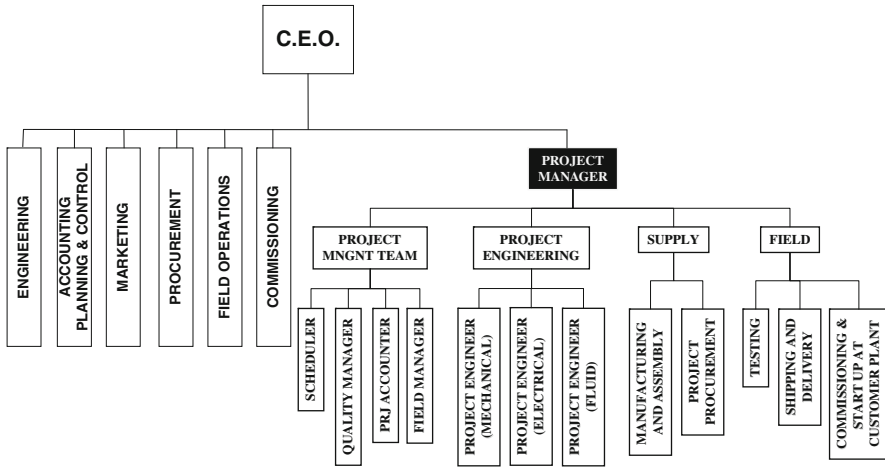 C.E.O.
PROJECT
MANAGER
ENGINEERING
ACCOUNTING
PLANNING & CONTROL
MARKETING
PROCUREMENT
FIELD OPERATIONS
COMMISSIONING
PROJECT
MNGNT TEAM
PROJECT
ENGINEERING
SUPPLY
FIELD
SCHEDULER
QUALITY MANAGER
PRJ ACCOUNTER
FIELD MANAGER
PROJECT ENGINEER
(MECHANICAL)
PROJECT ENGINEER
(ELECTRICAL)
PROJECT ENGINEER
(FLUID)
MANUFACTURING
AND ASSEMBLY
PROJECT
PROCUREMENT
TESTING
SHIPPING AND
DELIVERY
COMMISSIONING &
START UP AT
CUSTOMER PLANT